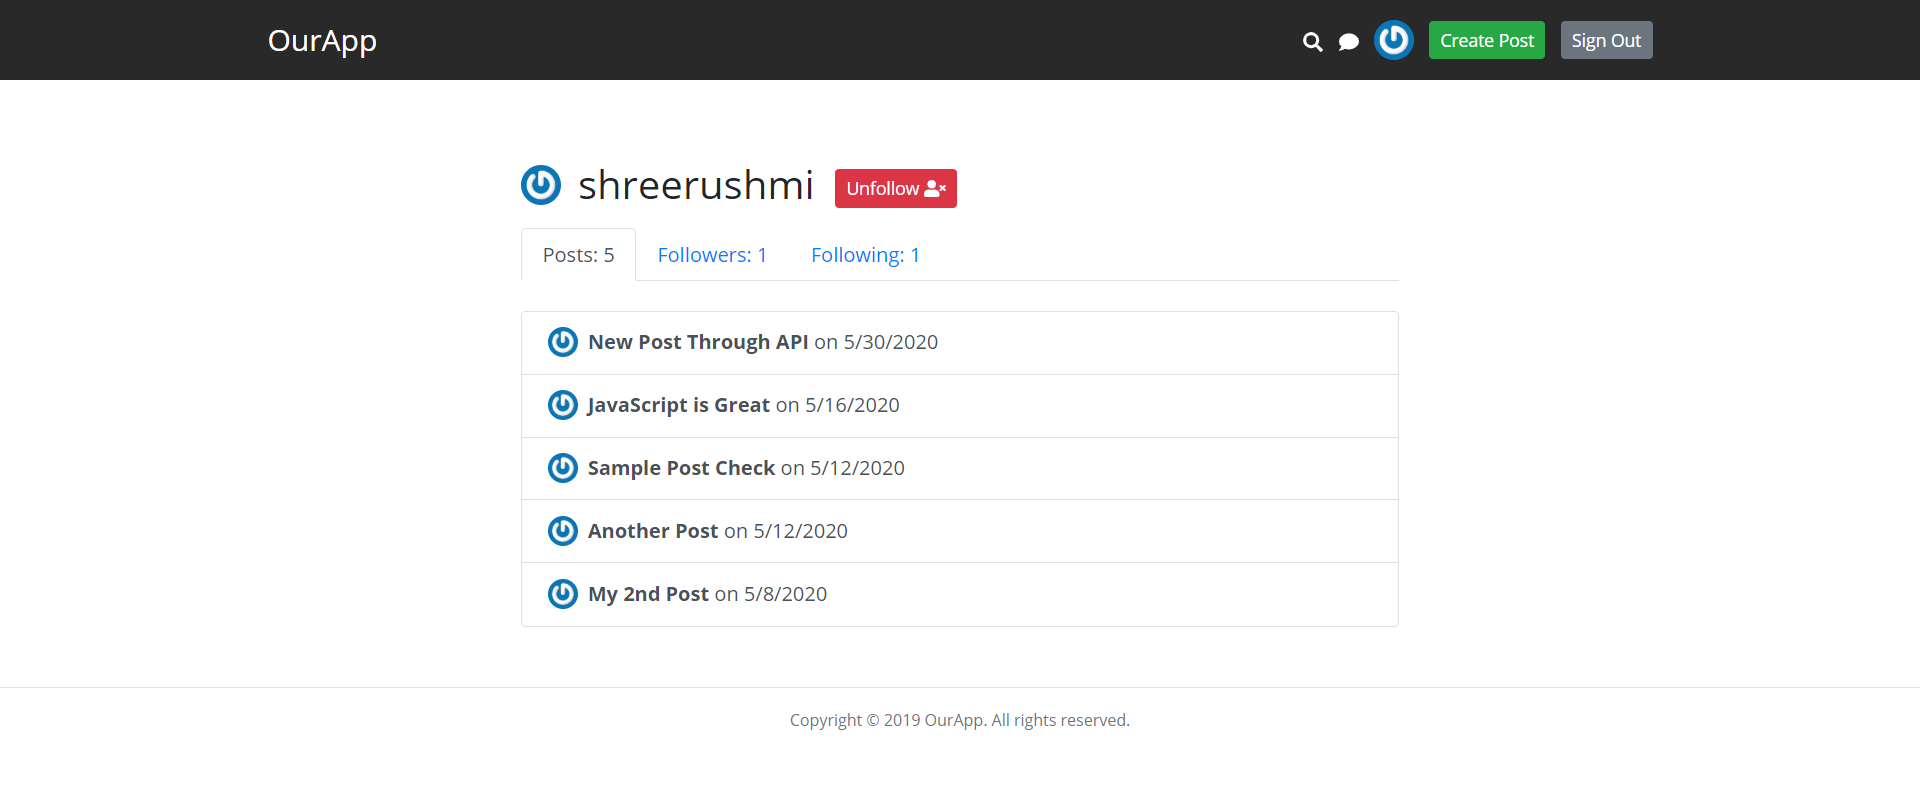 OurApp
Create Post
Sign Out
shreerushmi
Unfollow
Posts: 5
Followers: 1
Following: 1
New Post Through API on 5/30/2020
JavaScript is Great on 5/16/2020
Sample Post Check on 5/12/2020
Another Post on 5/12/2020
My 2nd Post on 5/8/2020
Copyright © 2019 OurApp. All rights reserved.